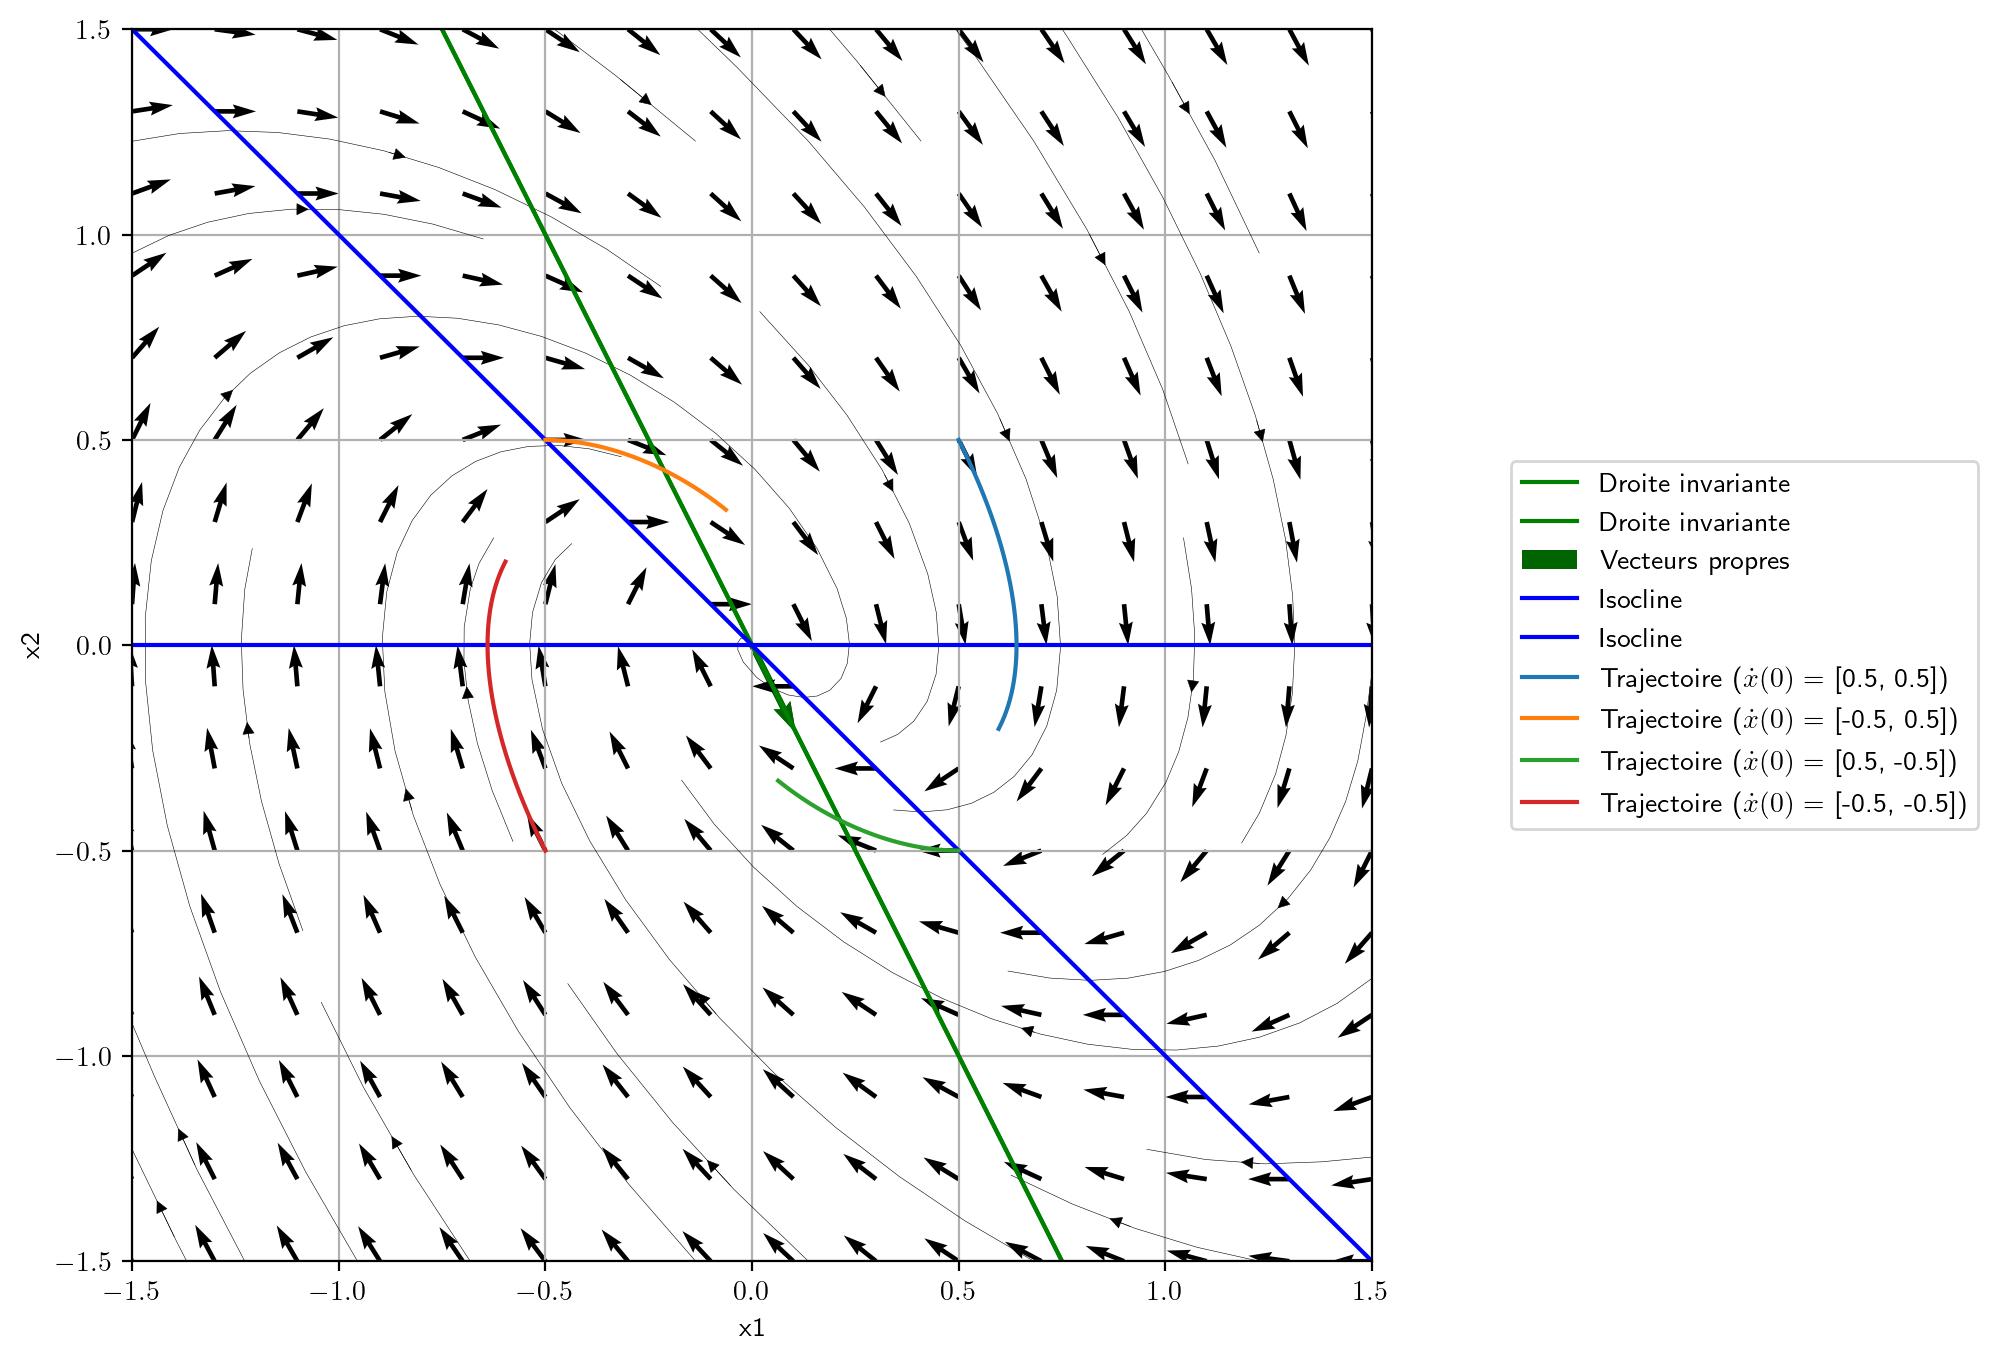 1.5
1.0
0.5
0.0
−0.5
−1.0
−1.5
x2
−1.5 −1.0 −0.5 0.0 0.5 1.0 1.5
x1
Droite invariante
Droite invariante
Vecteurs propres
Isocline
Isocline
Trajectoire (ẋ(0) = [0.5, 0.5])
Trajectoire (ẋ(0) = [-0.5, 0.5])
Trajectoire (ẋ(0) = [0.5, -0.5])
Trajectoire (ẋ(0) = [-0.5, -0.5])